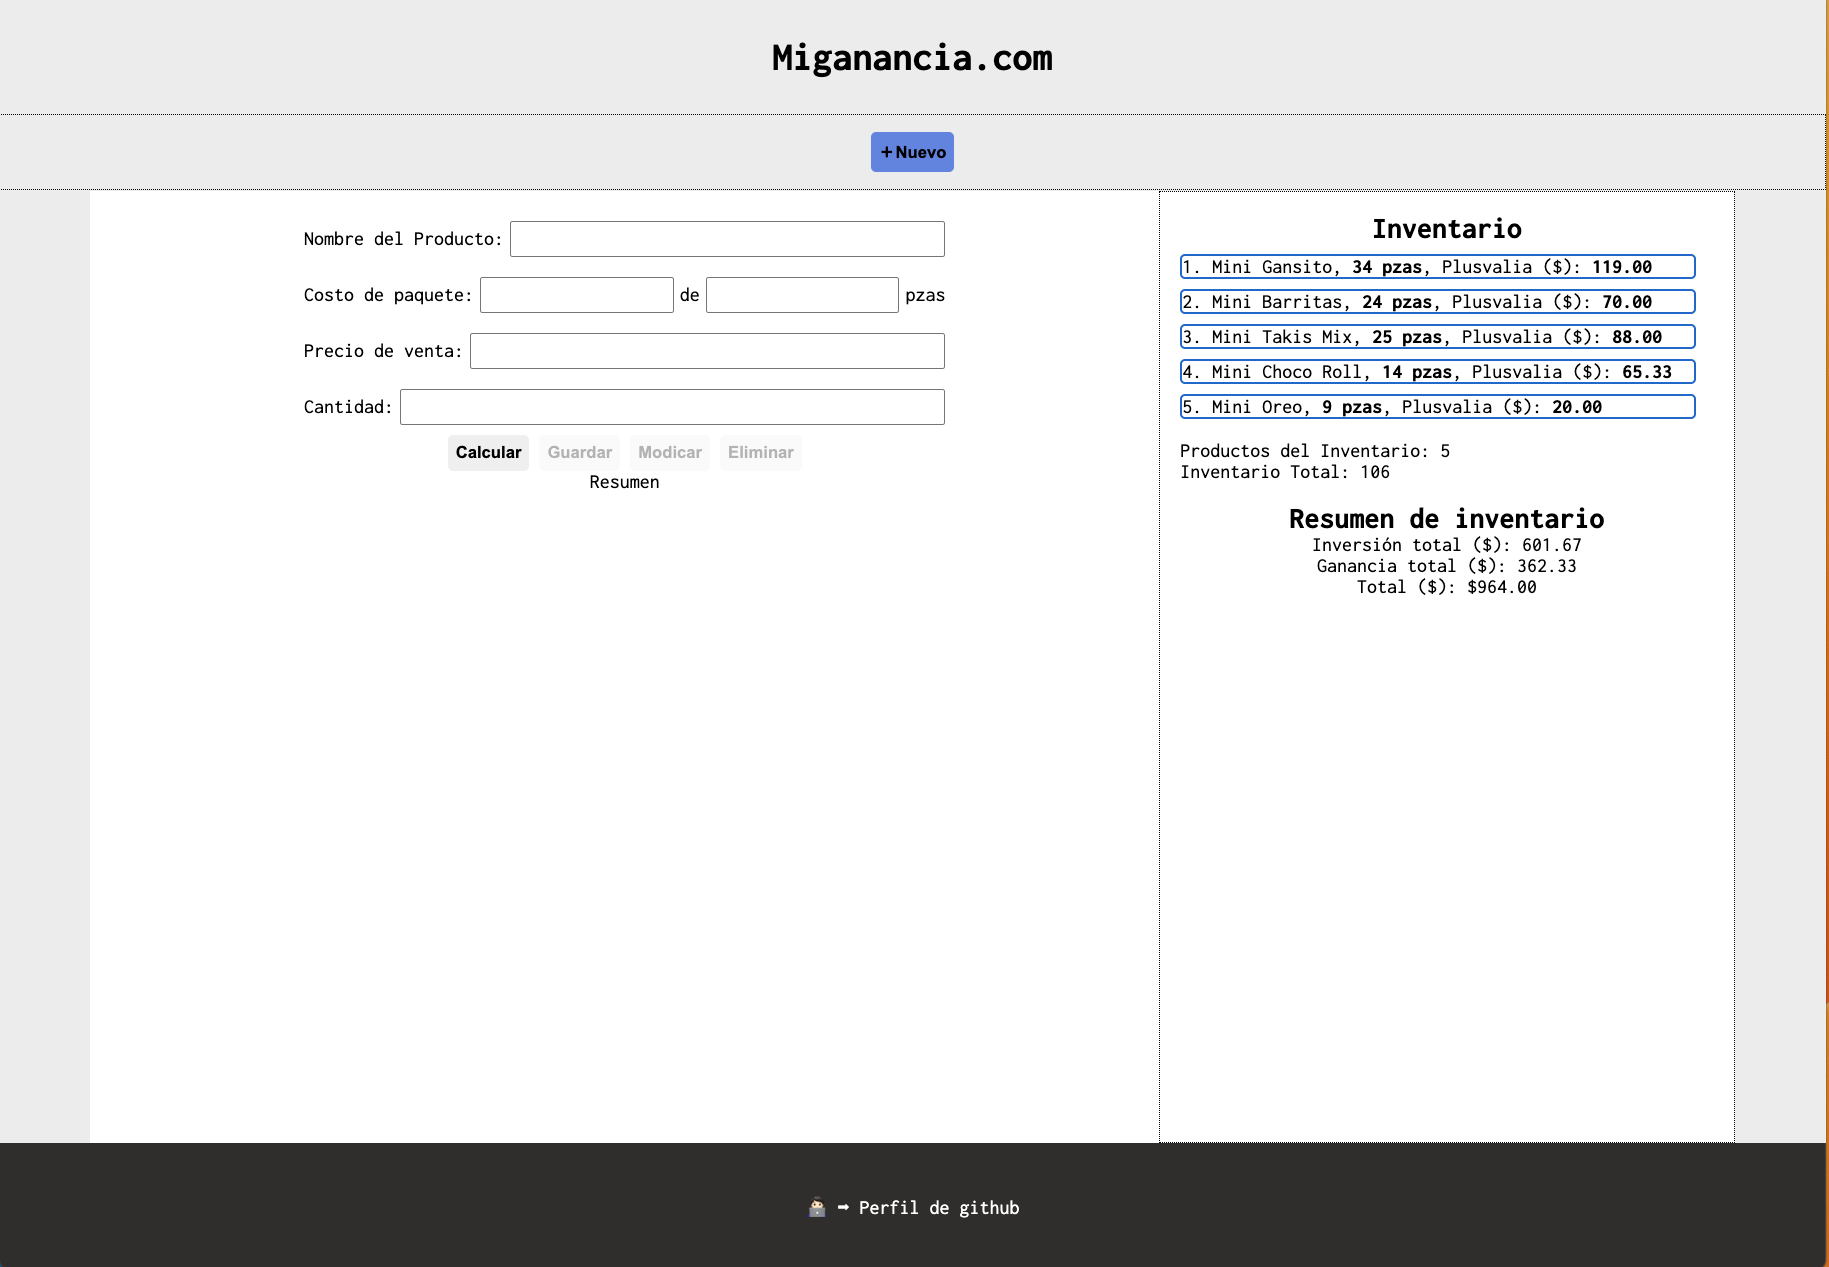 Miganancia.com
+ Nuevo
Nombre del Producto:
Costo de paquete: de pzas
Precio de venta:
Cantidad:
Calcular Guardar Modicar Eliminar
Resumen
Inventario
1. Mini Gansito, 34 pzas, Plusvalia ($): 119.00
2. Mini Barritas, 24 pzas, Plusvalia ($): 70.00
3. Mini Takis Mix, 25 pzas, Plusvalia ($): 88.00
4. Mini Choco Roll, 14 pzas, Plusvalia ($): 65.33
5. Mini Oreo, 9 pzas, Plusvalia ($): 20.00
Productos del Inventario: 5
Inventario Total: 106
Resumen de inventario
Inversión total ($): 601.67
Ganancia total ($): 362.33
Total ($): $964.00
➡ Perfil de github